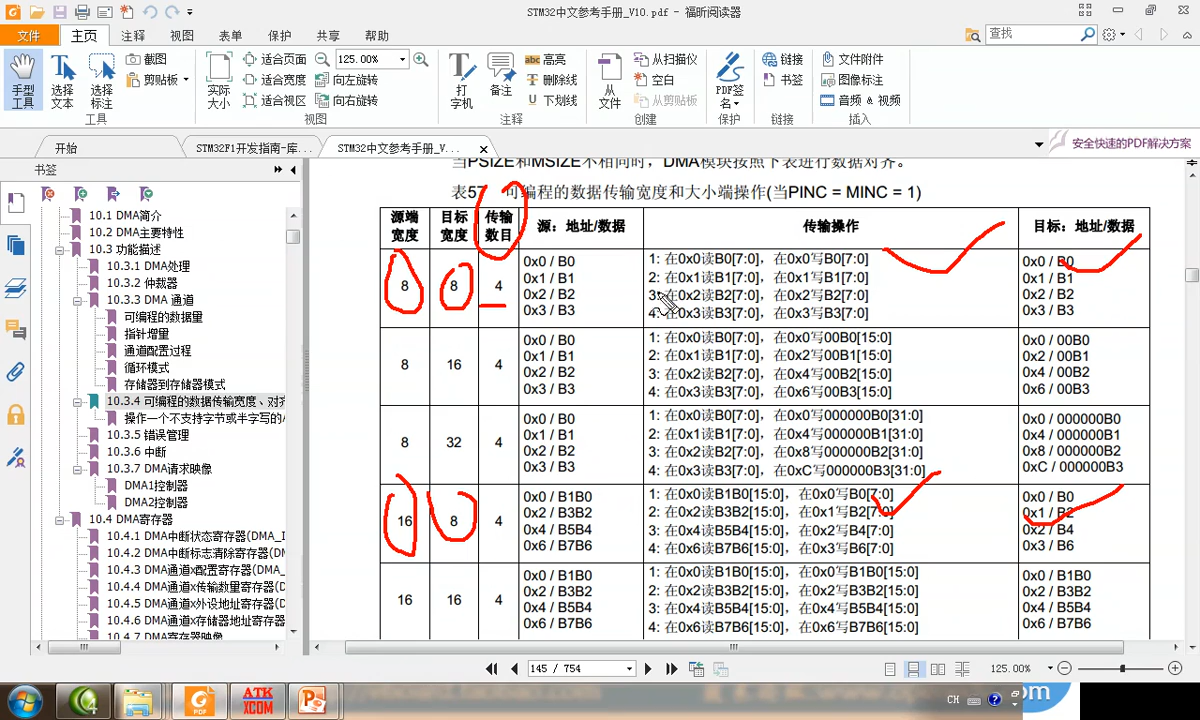 STM32中文参考手册_V10.pdf - 福昕阅读器
文件 主页 注释 视图 表单 保护 共享 帮助
查找
手型工具
选择文本
选择标注
截图
剪贴板
工具
实际大小
适合页面
适合宽度
适合视区
125.00%
向左旋转
向右旋转
视图
打字机
备注
高亮
删除线
下划线
注释
从文件
从扫描仪
空白
从剪贴板
创建
PDF签名
保护
链接
书签
链接
文件附件
图像标注
音频 & 视频
插入
开始
STM32F1开发指南-库...
STM32中文参考手册_V...
安全快速的PDF解决方案
书签
10.1 DMA简介
10.2 DMA主要特性
10.3 功能描述
10.3.1 DMA处理
10.3.2 仲裁器
10.3.3 DMA 通道
可编程的数据量
指针增量
通道配置过程
循环模式
存储器到存储器模式
10.3.4 可编程的数据传输宽度、对齐
操作一个不支持字节或半字写的
10.3.5 错误管理
10.3.6 中断
10.3.7 DMA请求映像
DMA1控制器
DMA2控制器
10.4 DMA寄存器
10.4.1 DMA中断状态寄存器(DMA_I
10.4.2 DMA中断标志清除寄存器(DM
10.4.3 DMA通道x配置寄存器(DMA_
10.4.4 DMA通道x传输数量寄存器(D
10.4.5 DMA通道x外设地址寄存器(D
10.4.6 DMA通道x存储器地址寄存器(
10.4.7 DMA寄存器映像
当PSIZE和MSIZE不相同时，DMA模块按照下表进行数据对齐。
表57 可编程的数据传输宽度和大小端操作(当PINC = MINC = 1)
源端宽度 目标宽度 传输数目 源：地址/数据 传输操作 目标：地址/数据
8 8 4
0x0 / B0 1: 在0x0读B0[7:0]，在0x0写B0[7:0] 0x0 / B0
0x1 / B1 2: 在0x1读B1[7:0]，在0x1写B1[7:0] 0x1 / B1
0x2 / B2 3: 在0x2读B2[7:0]，在0x2写B2[7:0] 0x2 / B2
0x3 / B3 4: 在0x3读B3[7:0]，在0x3写B3[7:0] 0x3 / B3
8 16 4
0x0 / B0 1: 在0x0读B0[7:0]，在0x0写00B0[15:0] 0x0 / 00B0
0x1 / B1 2: 在0x1读B1[7:0]，在0x2写00B1[15:0] 0x2 / 00B1
0x2 / B2 3: 在0x2读B2[7:0]，在0x4写00B2[15:0] 0x4 / 00B2
0x3 / B3 4: 在0x3读B3[7:0]，在0x6写00B3[15:0] 0x6 / 00B3
8 32 4
0x0 / B0 1: 在0x0读B0[7:0]，在0x0写000000B0[31:0] 0x0 / 000000B0
0x1 / B1 2: 在0x1读B1[7:0]，在0x4写000000B1[31:0] 0x4 / 000000B1
0x2 / B2 3: 在0x2读B2[7:0]，在0x8写000000B2[31:0] 0x8 / 000000B2
0x3 / B3 4: 在0x3读B3[7:0]，在0xC写000000B3[31:0] 0xC / 000000B3
16 8 4
0x0 / B1B0 1: 在0x0读B1B0[15:0]，在0x0写B0[7:0] 0x0 / B0
0x2 / B3B2 2: 在0x2读B3B2[15:0]，在0x1写B2[7:0] 0x1 / B2
0x4 / B5B4 3: 在0x4读B5B4[15:0]，在0x2写B4[7:0] 0x2 / B4
0x6 / B7B6 4: 在0x6读B7B6[15:0]，在0x3写B6[7:0] 0x3 / B6
16 16 4
0x0 / B1B0 1: 在0x0读B1B0[15:0]，在0x0写B1B0[15:0] 0x0 / B1B0
0x2 / B3B2 2: 在0x2读B3B2[15:0]，在0x2写B3B2[15:0] 0x2 / B3B2
0x4 / B5B4 3: 在0x4读B5B4[15:0]，在0x4写B5B4[15:0] 0x4 / B5B4
0x6 / B7B6 4: 在0x6读B7B6[15:0]，在0x6写B7B6[15:0] 0x6 / B7B6
145 / 754
125.00%
PDF
ATK
XCOM
CH
om